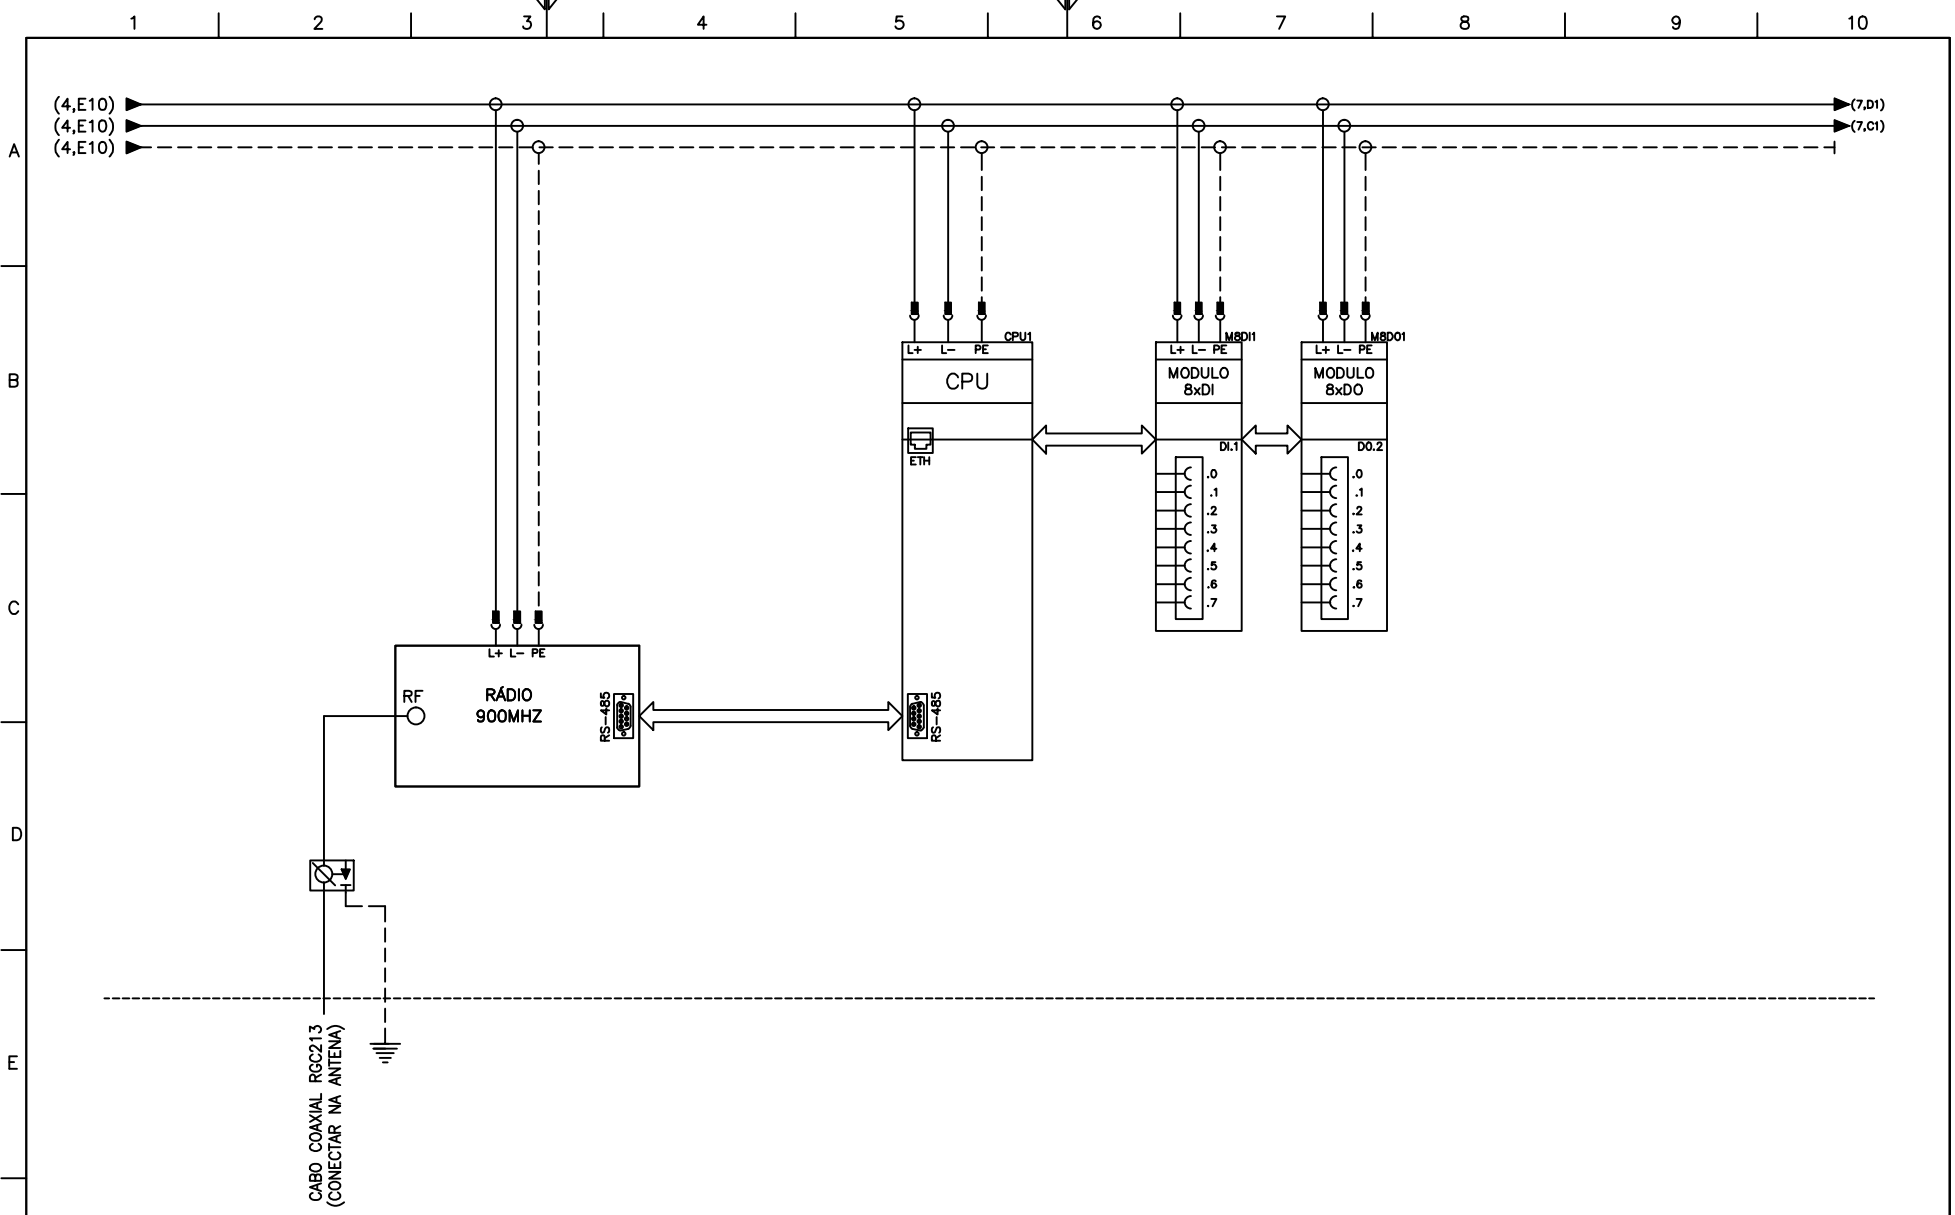 1 2 3 4 5 6 7 8 9 10
(4,E10) (7,D1)
(4,E10) (7,C1)
(4,E10)
A
B
C
D
E
CPU1
L+ L- PE
CPU
ETH
RS-485
M8DI1
L+ L- PE
MODULO
8xDI
DI.1
.0
.1
.2
.3
.4
.5
.6
.7
M8DO1
L+ L- PE
MODULO
8xDO
DO.2
.0
.1
.2
.3
.4
.5
.6
.7
L+ L- PE
RF
RÁDIO
900MHZ
RS-485
CABO COAXIAL RGC213
(CONECTAR NA ANTENA)